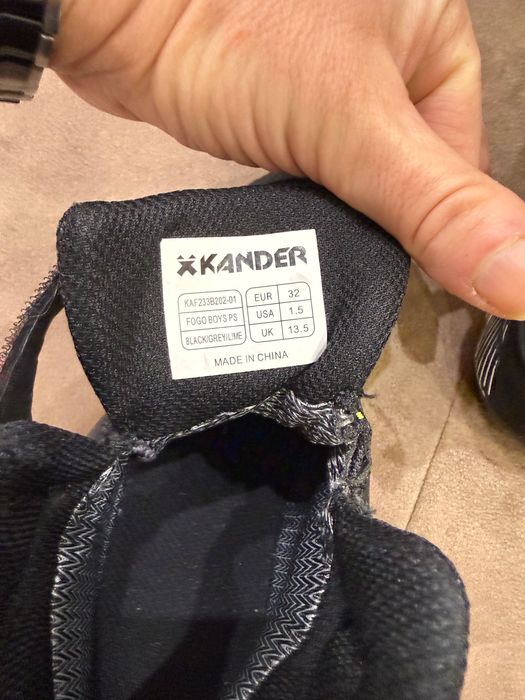 KANDER
KAF233B202-01
FOGO BOYS PS
BLACK/GREY/LIME
EUR 32
USA 1.5
UK 13.5
MADE IN CHINA